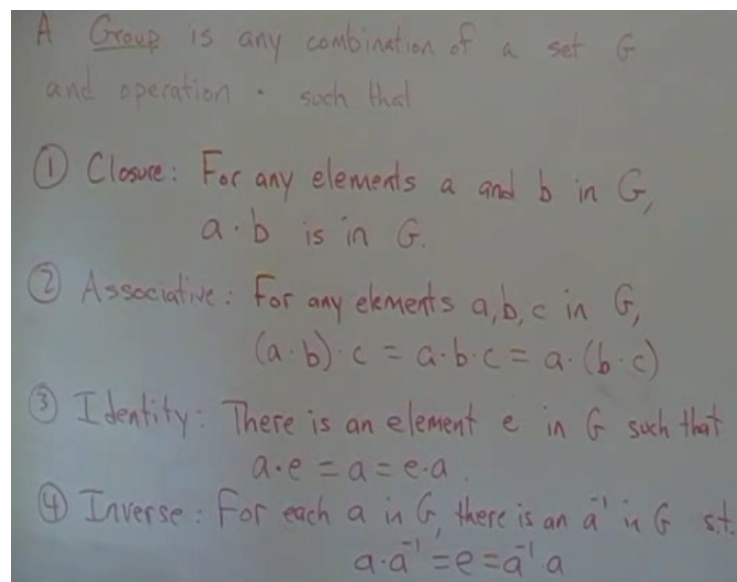 A Group is any combination of a set G
and operation · such that
① Closure: For any elements a and b in G,
a·b is in G.
② Associative: For any elements a,b,c in G,
(a·b)·c = a·b·c = a·(b·c)
③ Identity: There is an element e in G such that
a·e = a = e·a.
④ Inverse: For each a in G, there is an a⁻¹ in G s.t.
a·a⁻¹ = e = a⁻¹·a